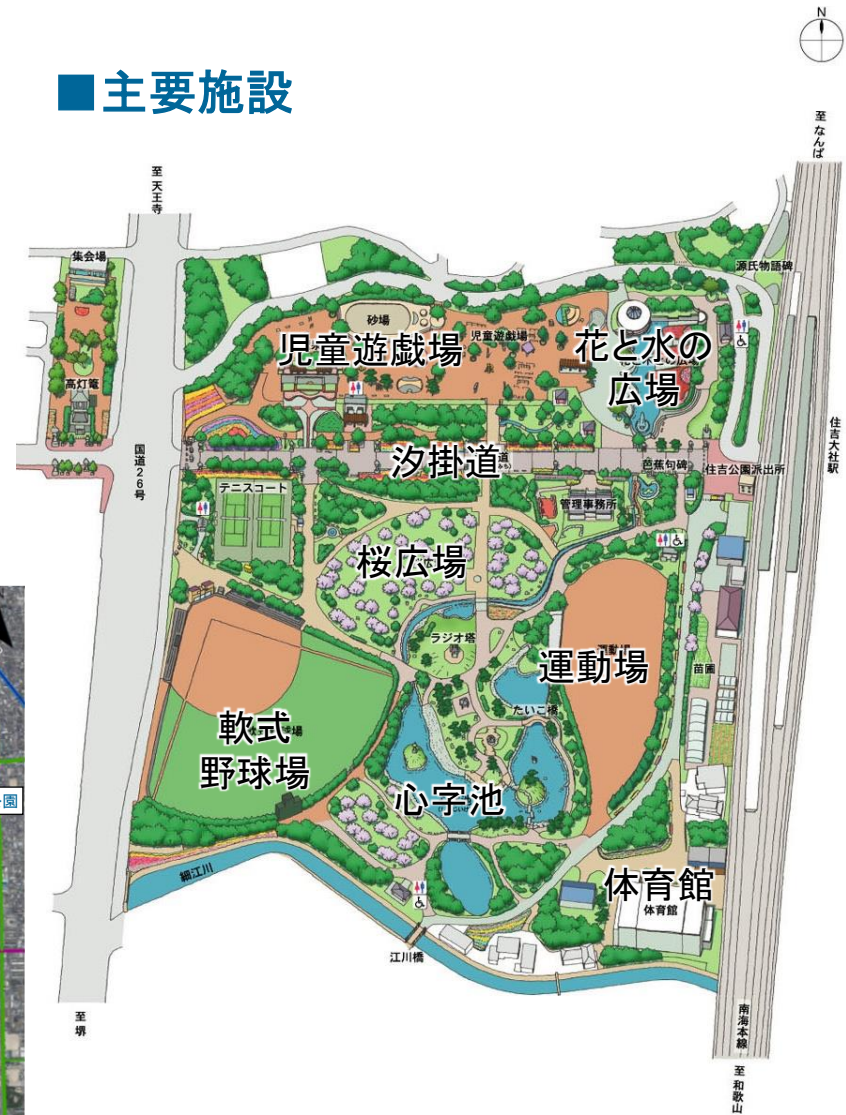 N
■主要施設
至 なんば
至 天王寺
集会場
源氏物語碑
砂場
児童遊戯場
児童遊戯場
花と水の
広場
高灯篭
住吉大社駅
国道26号
汐掛道
芭蕉句碑
住吉公園派出所
テニスコート
管理事務所
桜広場
ラジオ塔
運動場
苗圃
たいこ橋
軟式
野球場
心字池
園
細江川
体育館
体育館
江川橋
至 堺
南海本線
至 和歌山